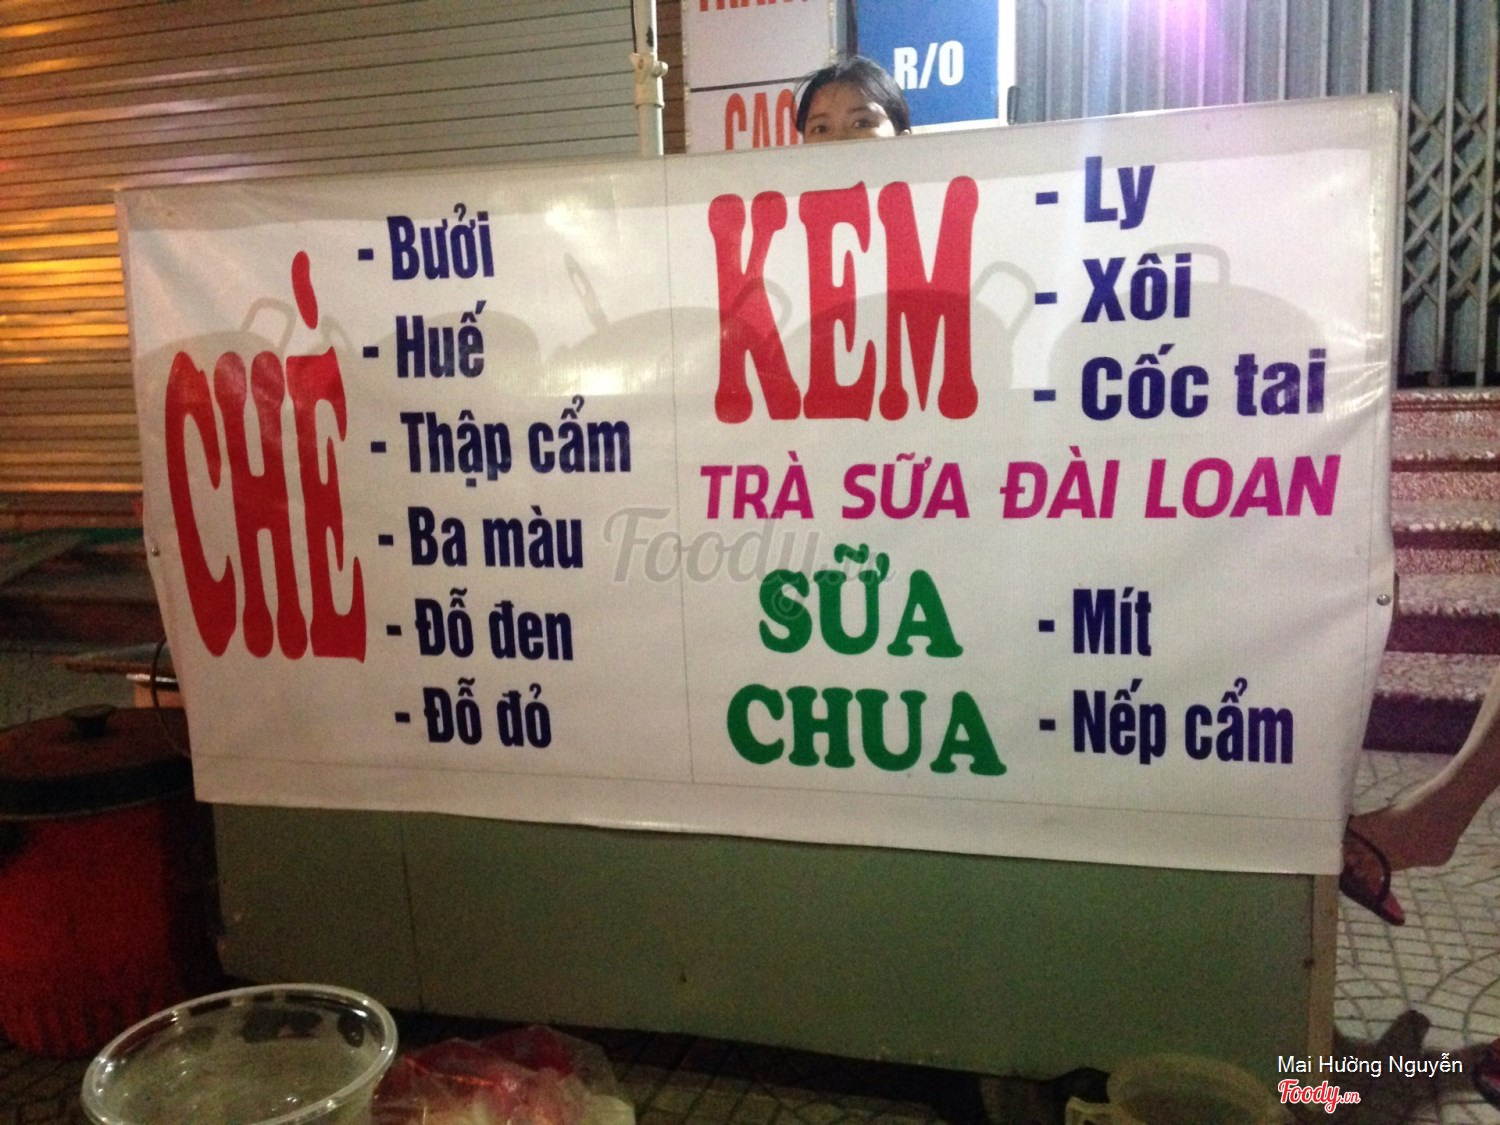 R/O
CHÈ
- Bưởi
- Huế
- Thập cẩm
- Ba màu
- Đỗ đen
- Đỗ đỏ
KEM
- Ly
- Xôi
- Cốc tai
TRÀ SỮA ĐÀI LOAN
SỮA
CHUA
- Mít
- Nếp cẩm
Foody.vn
Mai Hường Nguyễn
Foody.vn